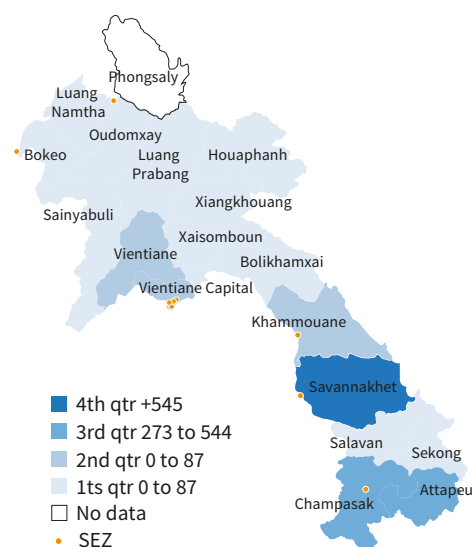 Phongsaly
Luang
Namtha
Oudomxay
Bokeo
Luang
Prabang
Houaphanh
Xiangkhouang
Sainyabuli
Xaisomboun
Vientiane
Bolikhamxai
Vientiane Capital
Khammouane
Savannakhet
4th qtr +545
3rd qtr 273 to 544
2nd qtr 0 to 87
1ts qtr 0 to 87
No data
SEZ
Salavan
Sekong
Attapeu
Champasak